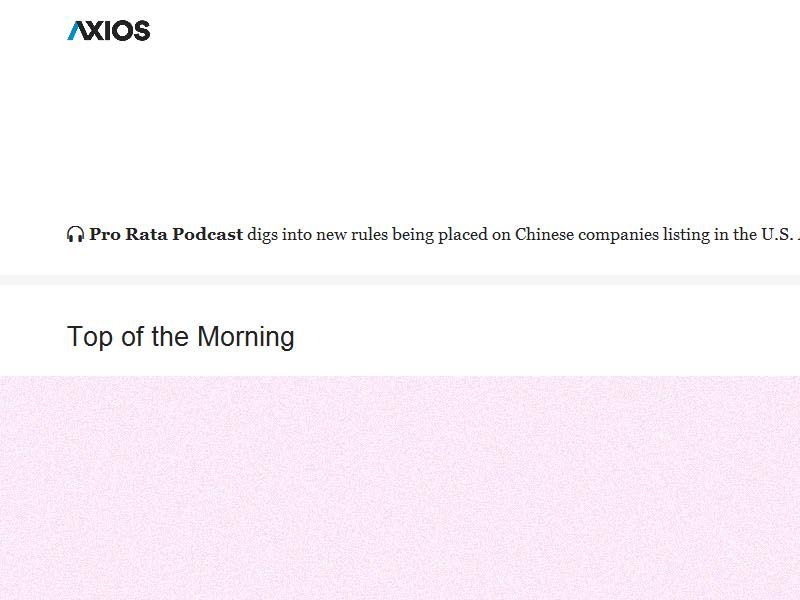 AXIOS
🎧 Pro Rata Podcast digs into new rules being placed on Chinese companies listing in the U.S.
Top of the Morning